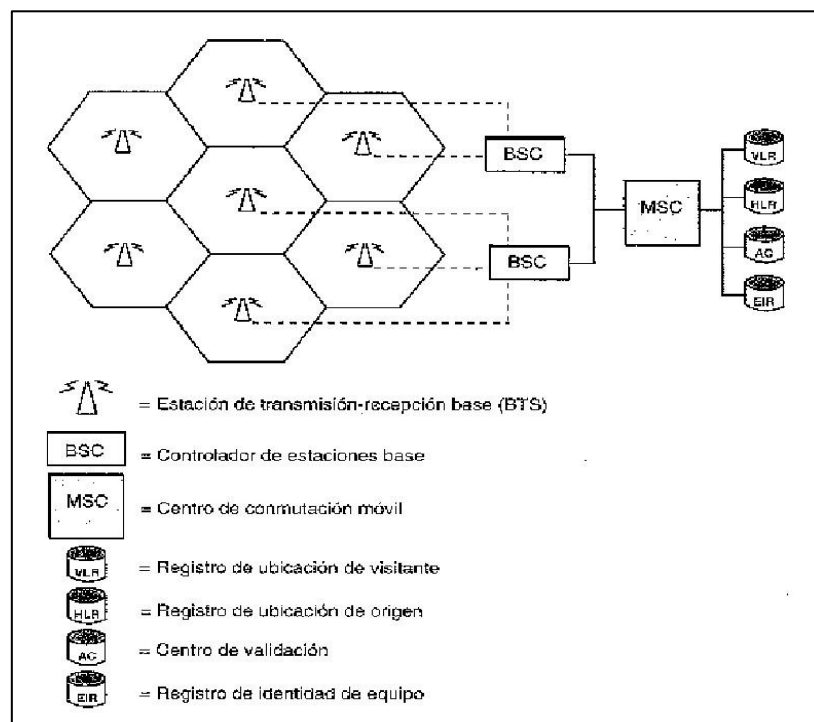 BSC
MSC
BSC
VLR
HLR
AC
EIR
= Estación de transmisión-recepción base (BTS)
BSC = Controlador de estaciones base
MSC = Centro de conmutación móvil
VLR = Registro de ubicación de visitante
HLR = Registro de ubicación de origen
AC = Centro de validación
EIR = Registro de identidad de equipo